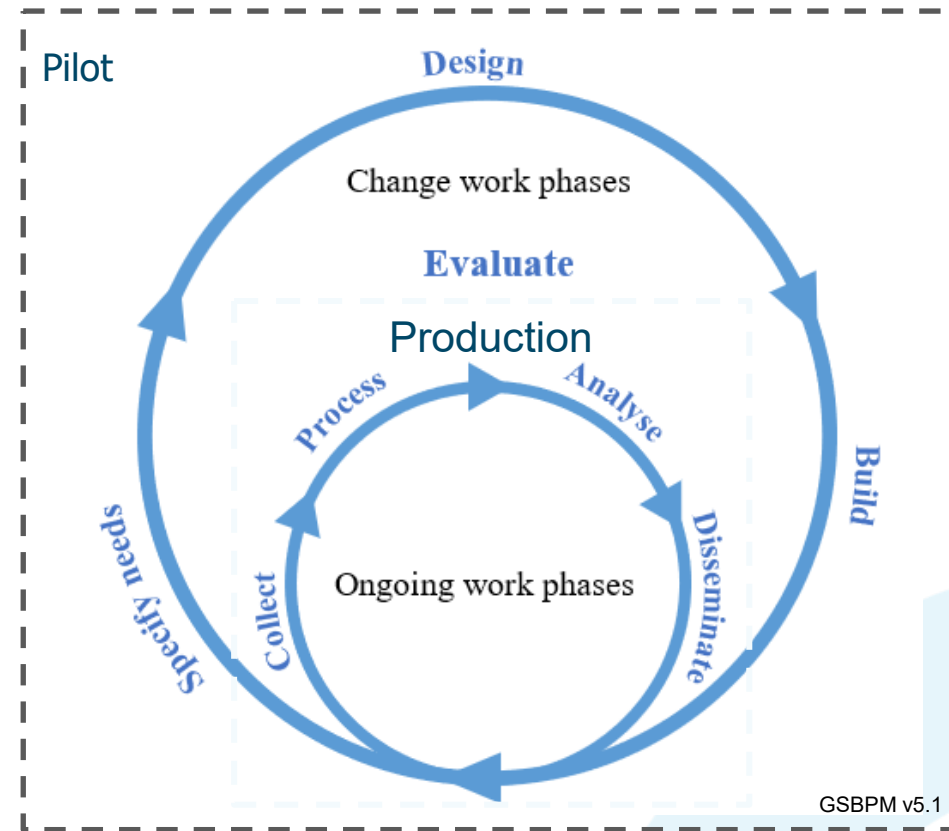 Pilot
Design
Change work phases
Evaluate
Production
Process
Analyse
Build
Specify needs
Collect
Disseminate
Ongoing work phases
GSBPM v5.1